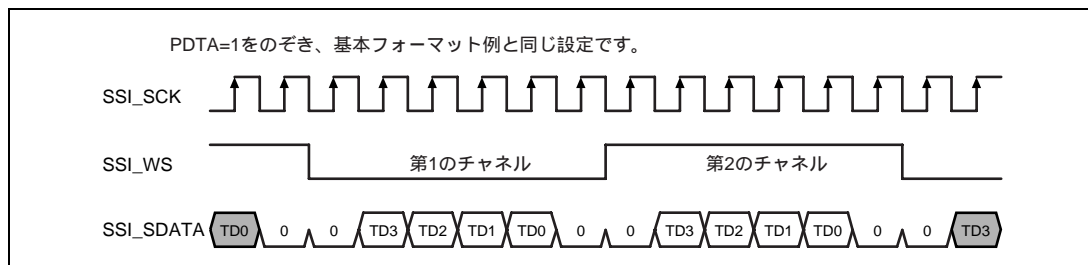 PDTA=1をのぞき、基本フォーマット例と同じ設定です。
SSI_SCK
SSI_WS 第1のチャネル 第2のチャネル
SSI_SDATA TD0 0 0 TD3 TD2 TD1 TD0 0 0 TD3 TD2 TD1 TD0 0 0 TD3